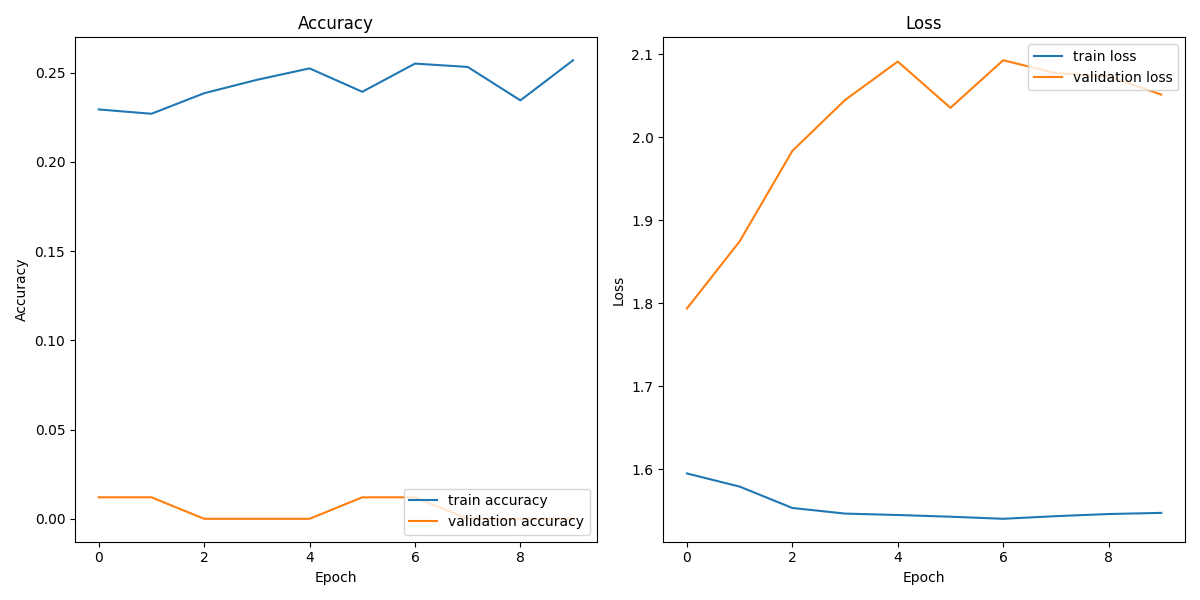 Accuracy
0.25
0.20
0.15
0.10
0.05
0.00
Accuracy
0 2 4 6 8
Epoch
train accuracy
validation accuracy
Loss
2.1
2.0
1.9
1.8
1.7
1.6
Loss
0 2 4 6 8
Epoch
train loss
validation loss